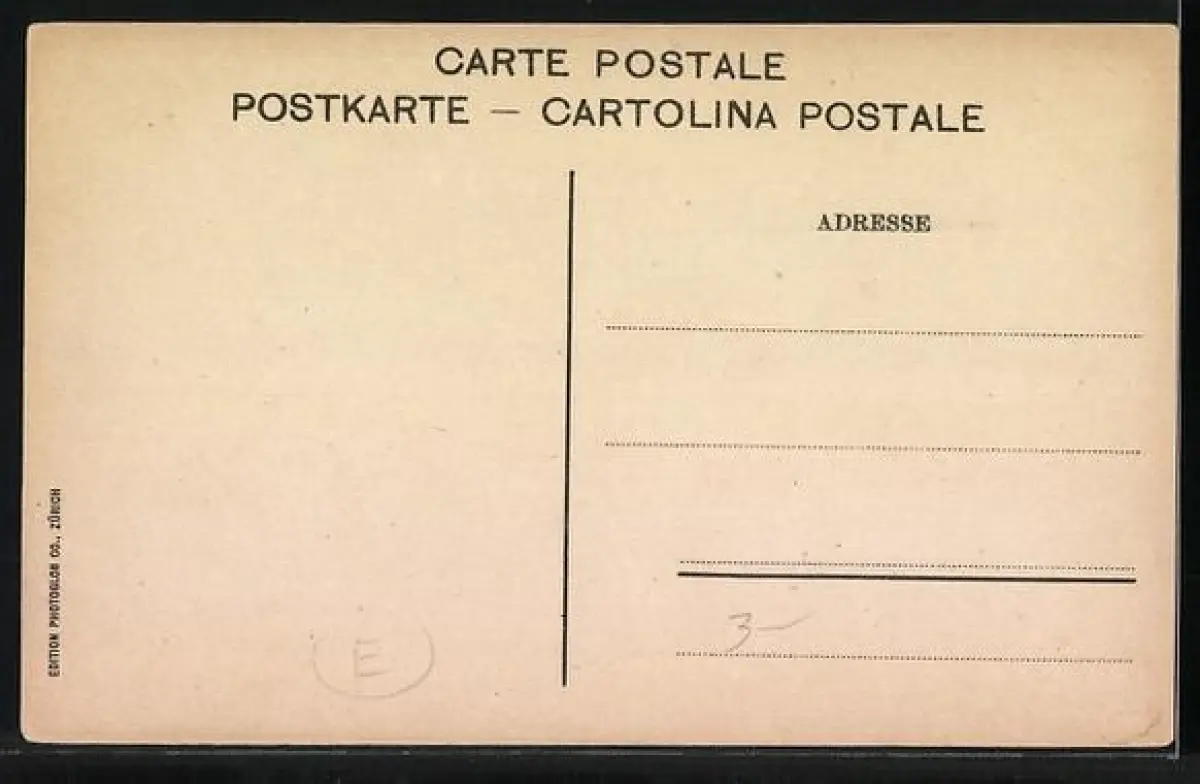 CARTE POSTALE
POSTKARTE — CARTOLINA POSTALE
ADRESSE
EDITION PHOTOGLOB CO., ZÜRICH
3-
E